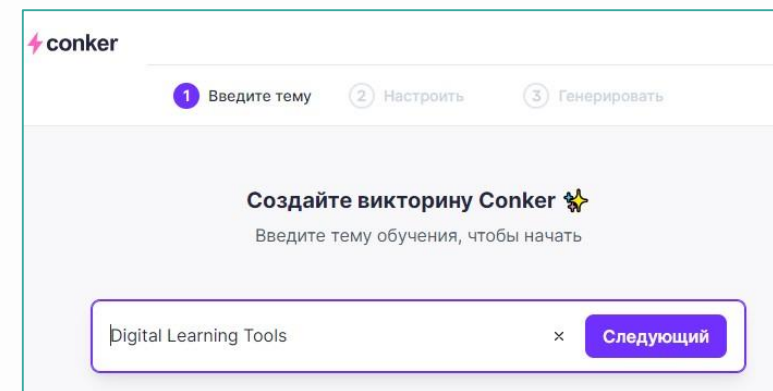 conker
1 Введите тему 2 Настроить 3 Генерировать
Создайте викторину Conker ✨
Введите тему обучения, чтобы начать
Digital Learning Tools × Следующий